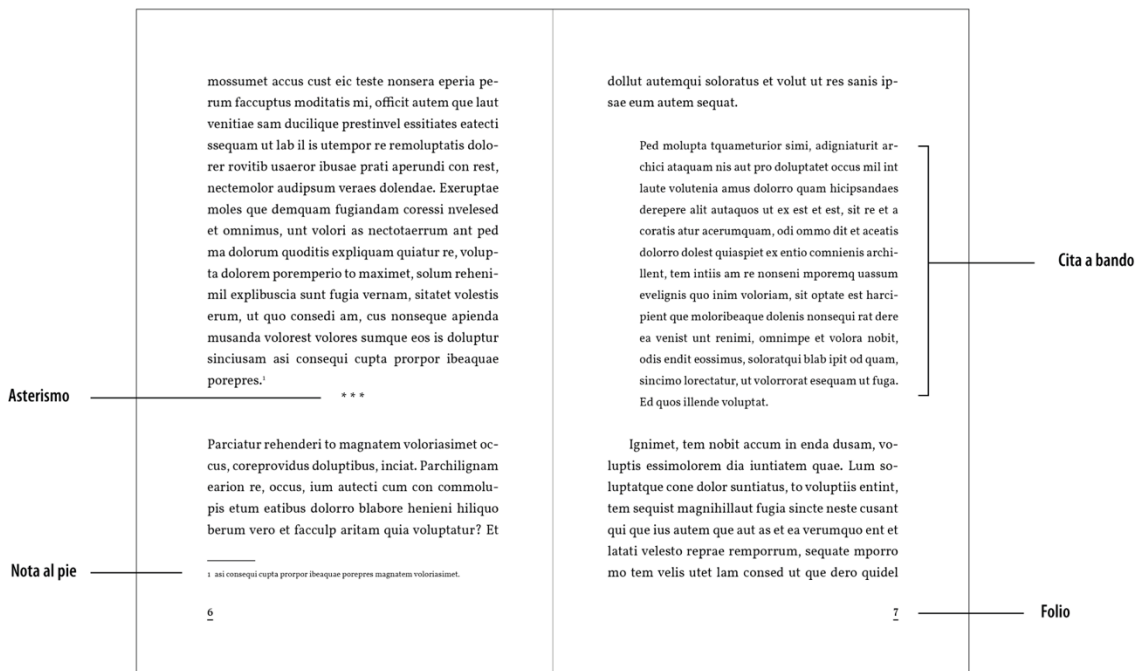 mossumet accus cust eic teste nonsera eperia pe-
rum faccuptus moditatis mi, officit autem que laut
venitiae sam ducilique prestinvel essitiates eatecti
ssequam ut lab il is utempor re remoluptatis dolo-
rer rovitib usaeror ibusae prati aperundi con rest,
nectemolor audipsum veraes dolendae. Exeruptae
moles que demquam fugiandam coressi nvelesed
et omnimus, unt volori as nectotaerrum ant ped
ma dolorum quoditis expliquam quiatur re, volup-
ta dolorem poremperio to maximet, solum reheni-
mil explibuscia sunt fugia vernam, sitatet volestis
erum, ut quo consedi am, cus nonseque apienda
musanda volorest volores sumque eos is doluptur
sinciusam asi consequi cupta prorpor ibeaquae
porepres.¹
Asterismo
* * *
Parciatur rehenderi to magnatem voloriasimet oc-
cus, coreprovidus doluptibus, inciat. Parchilignam
earion re, occus, ium autecti cum con commolu-
pis etum eatibus dolorro blabore henieni hiliquo
berum vero et facculp aritam quia voluptatur? Et
Nota al pie
1 asi consequi cupta prorpor ibeaquae porepres magnatem voloriasimet.
6
dollut autemqui soloratus et volut ut res sanis ip-
sae eum autem sequat.
Ped molupta tquameturior simi, adigniaturit ar-
chici ataquam nis aut pro doluptatet occus mil int
laute volutenia amus dolorro quam hicipsandaes
derepere alit autaquos ut ex est et est, sit re et a
coratis atur acerumquam, odi ommo dit et aceatis
dolorro dolest quiaspiet ex entio comnienis archi-
llent, tem intiis am re nonseni mporemq uassum
evelignis quo inim voloriam, sit optate est harci-
pient que moloribeaque dolenis nonsequi rat dere
ea venist unt renimi, omnimpe et volora nobit,
odis endit eossimus, soloratqui blab ipit od quam,
sincimo lorectatur, ut volorrorat esequam ut fuga.
Ed quos illende voluptat.
Cita a bando
Ignimet, tem nobit accum in enda dusam, vo-
luptis essimolorem dia iuntiatem quae. Lum so-
luptatque cone dolor suntiatus, to voluptiis entint,
tem sequist magnihillaut fugia sincte neste cusant
qui que ius autem que aut as et ea verumquo ent et
latati velesto reprae remporrum, sequate mporro
mo tem velis utet lam consed ut que dero quidel
7
Folio